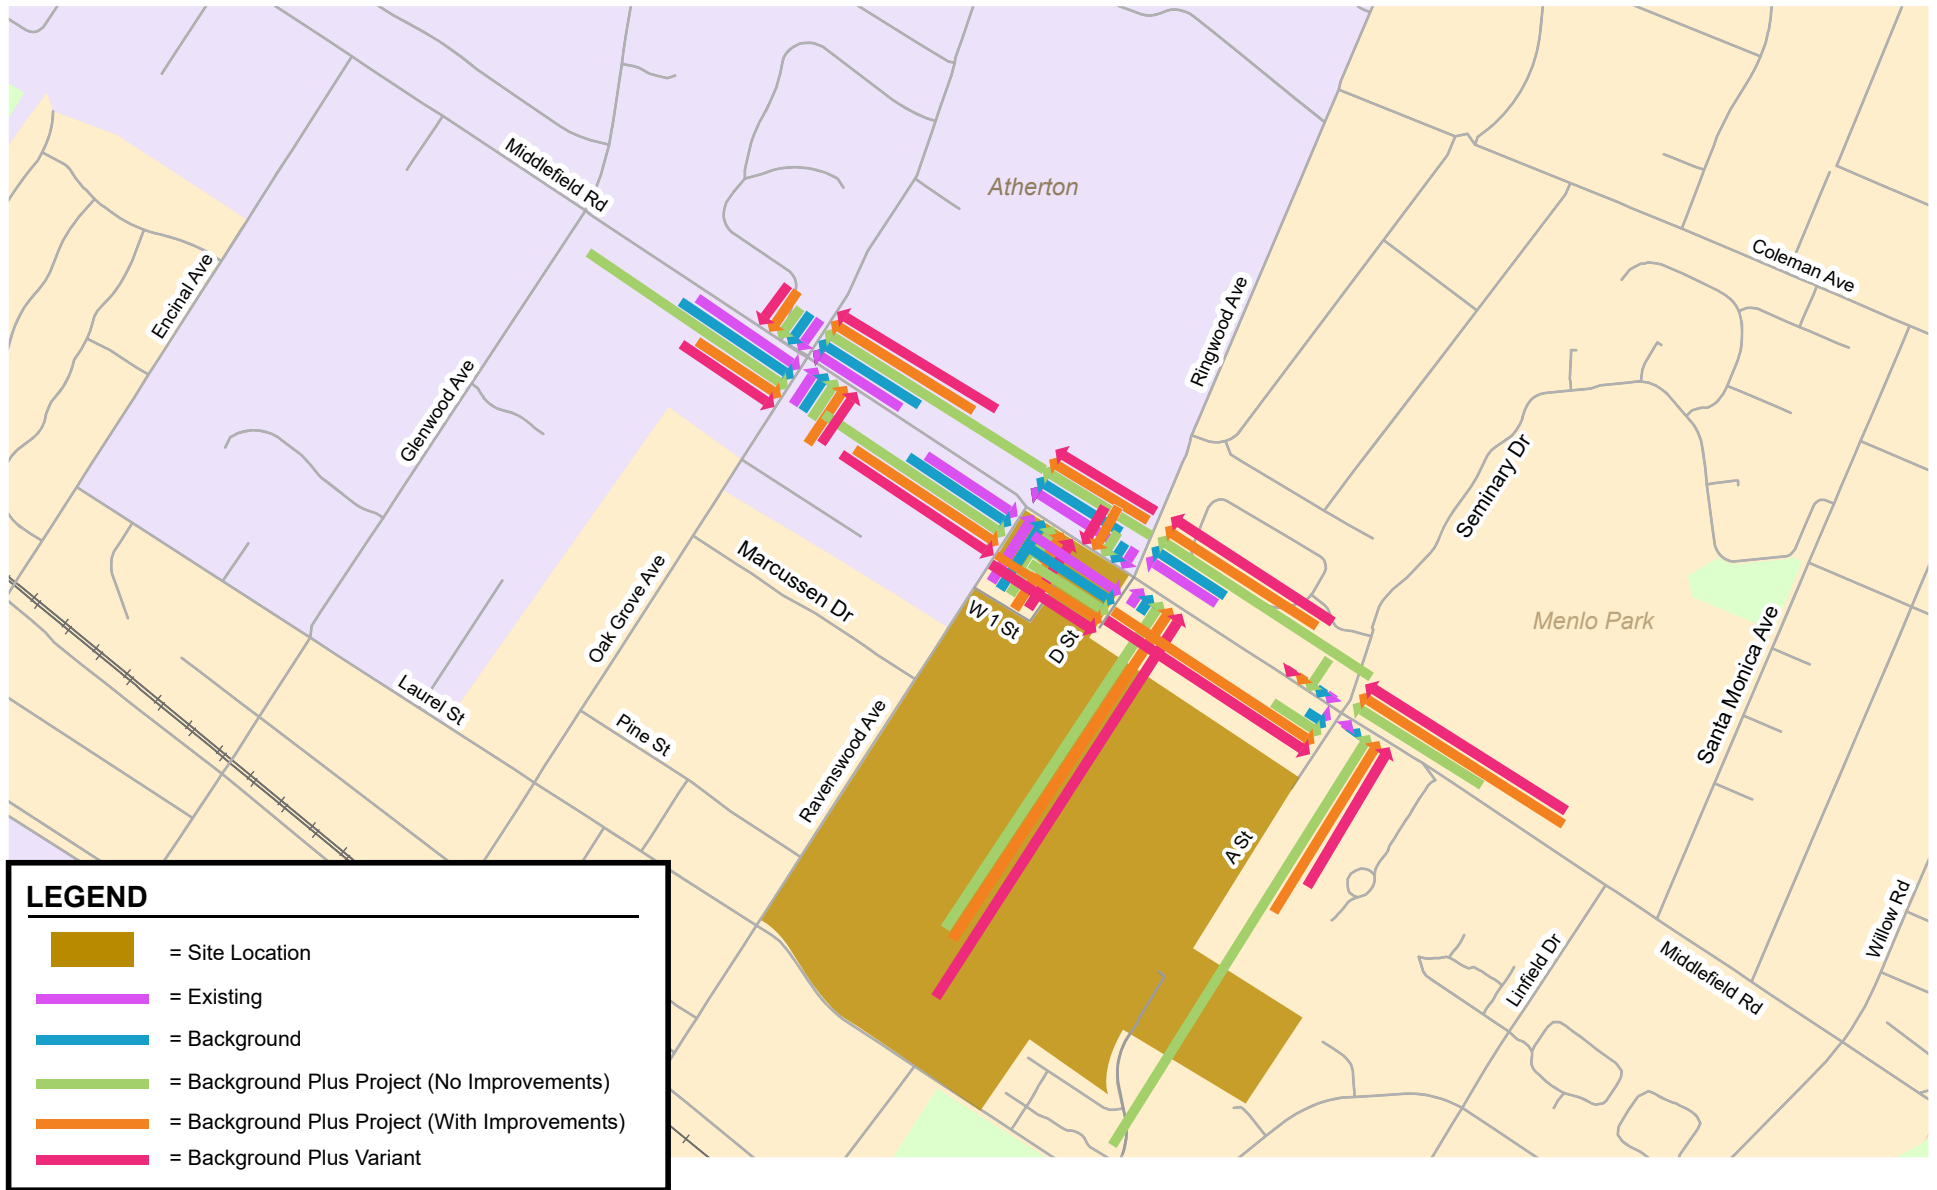 Middlefield Rd
Atherton
Encinal Ave
Ringwood Ave
Coleman Ave
Glenwood Ave
Seminary Dr
Marcussen Dr
Oak Grove Ave
W 1 St
D St
Menlo Park
Santa Monica Ave
Laurel St
Pine St
Ravenswood Ave
A St
Willow Rd
Linfield Dr
Middlefield Rd
LEGEND
= Site Location
= Existing
= Background
= Background Plus Project (No Improvements)
= Background Plus Project (With Improvements)
= Background Plus Variant